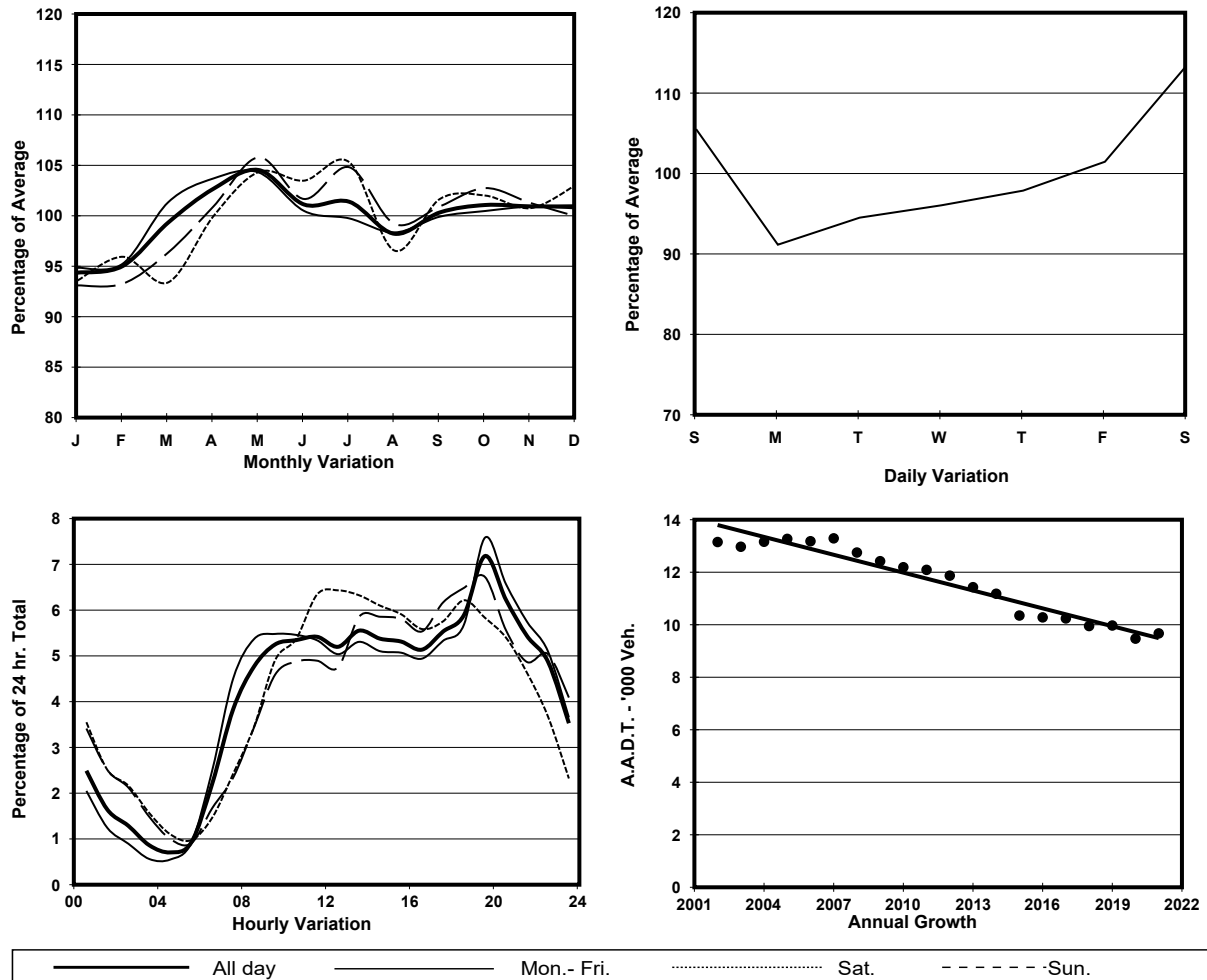 120
115
110
105
100
95
90
85
80
Percentage of Average
J F M A M J J A S O N D
Monthly Variation
120
110
100
90
80
70
Percentage of Average
S M T W T F S
Daily Variation
8
7
6
5
4
3
2
1
0
Percentage of 24 hr. Total
00 04 08 12 16 20 24
Hourly Variation
14
12
10
8
6
4
2
0
A.A.D.T. - '000 Veh.
2001 2004 2007 2010 2013 2016 2019 2022
Annual Growth
All day Mon.- Fri. Sat. Sun.